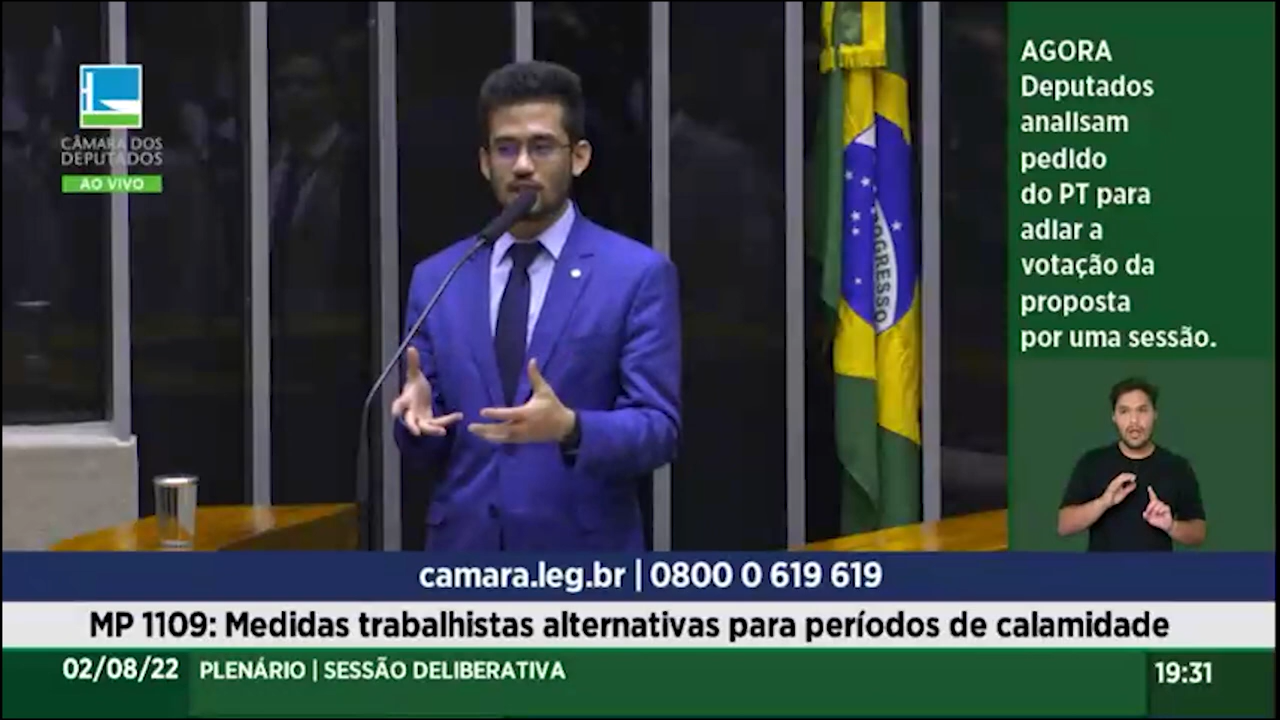 CÂMARA DOS
DEPUTADOS
AO VIVO
AGORA
Deputados
analisam
pedido
do PT para
adiar a
votação da
proposta
por uma sessão.
OGRESSO
camara.leg.br | 0800 0 619 619
MP 1109: Medidas trabalhistas alternativas para períodos de calamidade
02/08/22 PLENÁRIO | SESSÃO DELIBERATIVA 19:31